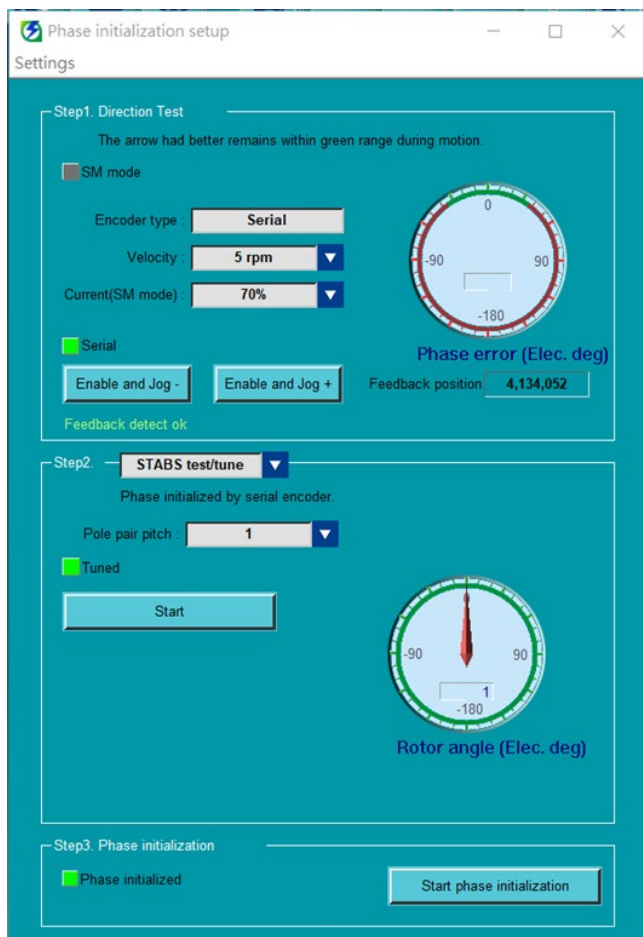 Phase initialization setup
Settings
Step1. Direction Test
The arrow had better remains within green range during motion.
SM mode
Encoder type : Serial
Velocity : 5 rpm
Current(SM mode) : 70%
0
-90 90
-180
Phase error (Elec. deg)
Serial
Enable and Jog - Enable and Jog + Feedback position 4,134,052
Feedback detect ok
Step2. STABS test/tune
Phase initialized by serial encoder.
Pole pair pitch : 1
Tuned
Start
-90 90
1
-180
Rotor angle (Elec. deg)
Step3. Phase initialization
Phase initialized
Start phase initialization